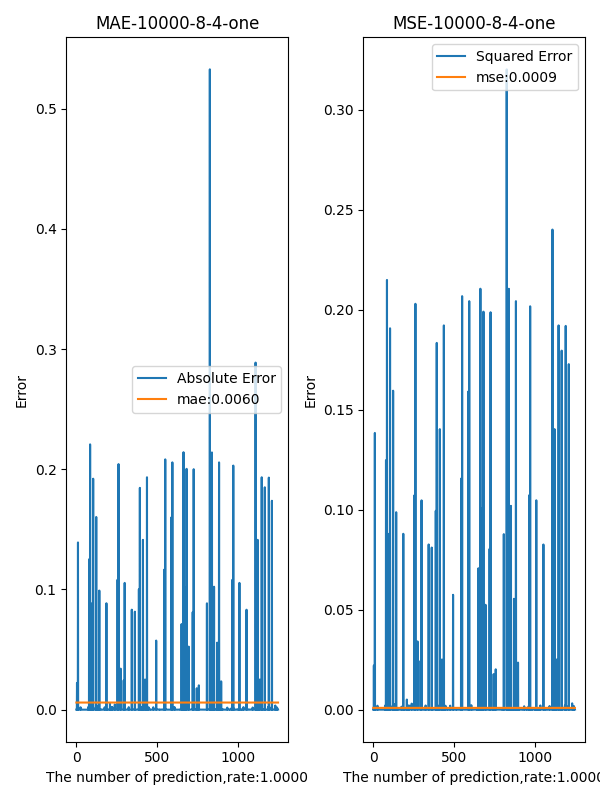 MAE-10000-8-4-one
Error
0.5
0.4
0.3
0.2
0.1
0.0
Absolute Error
mae:0.0060
0 500 1000
The number of prediction,rate:1.0000
MSE-10000-8-4-one
Error
0.30
0.25
0.20
0.15
0.10
0.05
0.00
Squared Error
mse:0.0009
0 500 1000
The number of prediction,rate:1.0000